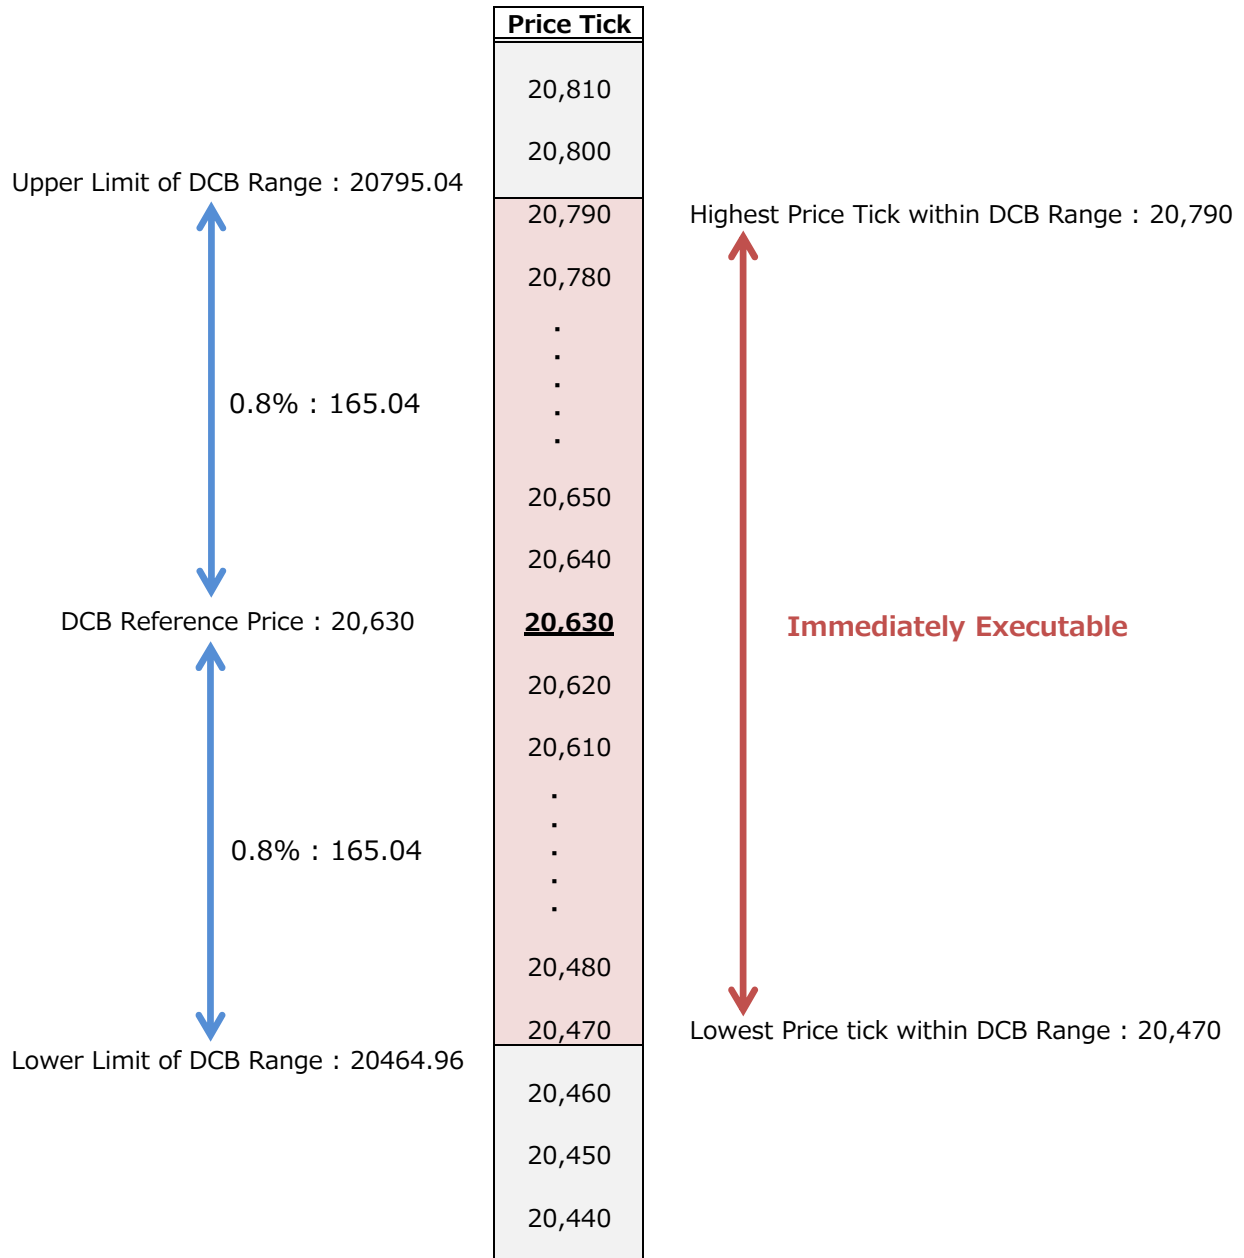 Price Tick
20,810
20,800
Upper Limit of DCB Range : 20795.04
20,790
Highest Price Tick within DCB Range : 20,790
20,780
.
.
.
.
.
0.8% : 165.04
20,650
20,640
DCB Reference Price : 20,630
20,630
Immediately Executable
20,620
20,610
.
.
.
.
.
0.8% : 165.04
20,480
20,470
Lowest Price tick within DCB Range : 20,470
Lower Limit of DCB Range : 20464.96
20,460
20,450
20,440